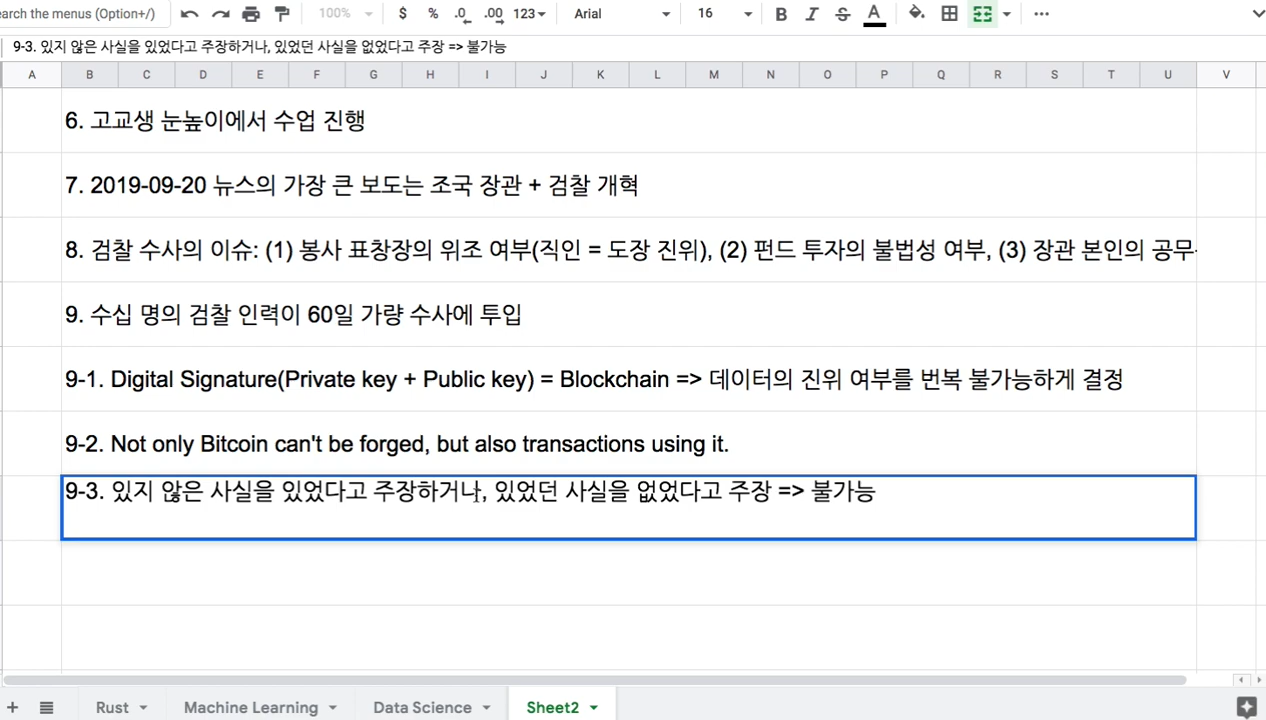 earch the menus (Option+/)
100%
$ % .0 .00 123
Arial
16
B I S A
9-3. 있지 않은 사실을 있었다고 주장하거나, 있었던 사실을 없었다고 주장 => 불가능
A B C D E F G H I J K L M N O P Q R S T U V
6. 고교생 눈높이에서 수업 진행
7. 2019-09-20 뉴스의 가장 큰 보도는 조국 장관 + 검찰 개혁
8. 검찰 수사의 이슈: (1) 봉사 표창장의 위조 여부(직인 = 도장 진위), (2) 펀드 투자의 불법성 여부, (3) 장관 본인의 공무
9. 수십 명의 검찰 인력이 60일 가량 수사에 투입
9-1. Digital Signature(Private key + Public key) = Blockchain => 데이터의 진위 여부를 번복 불가능하게 결정
9-2. Not only Bitcoin can't be forged, but also transactions using it.
9-3. 있지 않은 사실을 있었다고 주장하거나, 있었던 사실을 없었다고 주장 => 불가능
Rust Machine Learning Data Science Sheet2